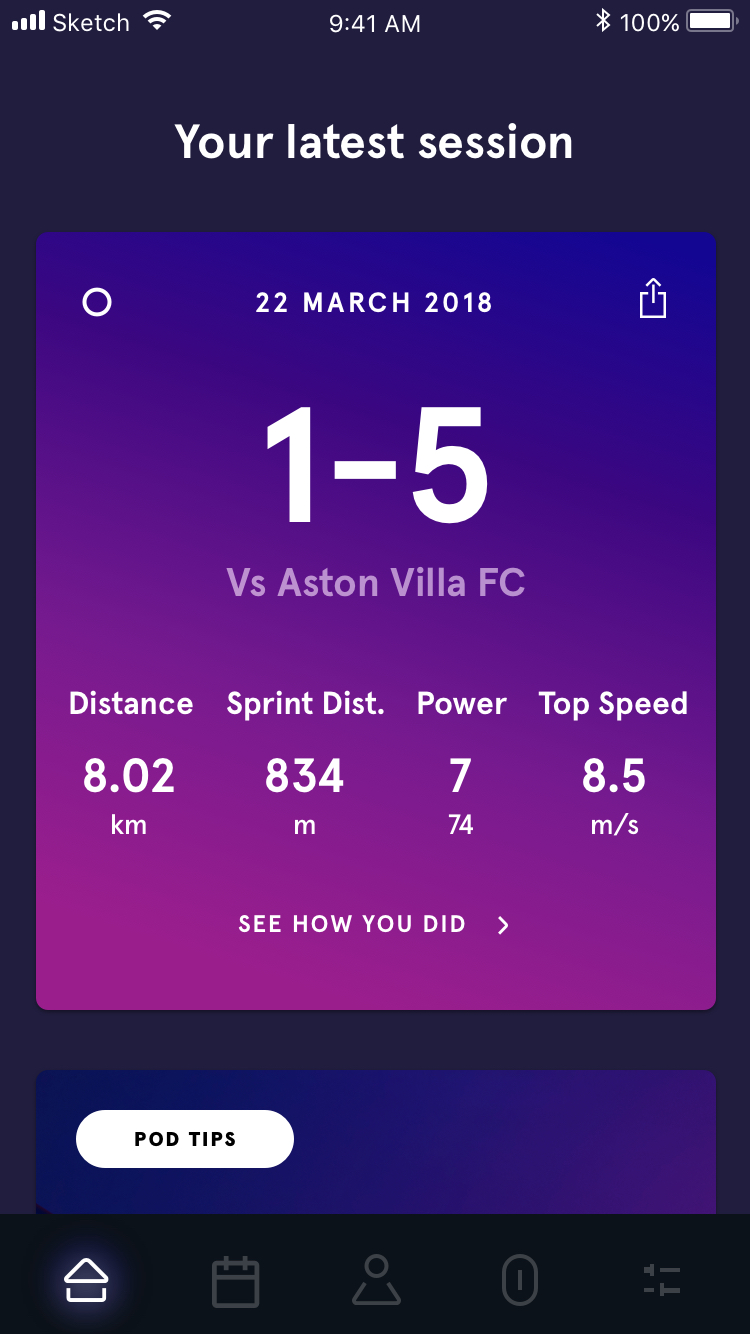 Sketch 9:41 AM 100%
Your latest session
22 MARCH 2018
1-5
Vs Aston Villa FC
Distance Sprint Dist. Power Top Speed
8.02 834 7 8.5
km m 74 m/s
SEE HOW YOU DID
POD TIPS